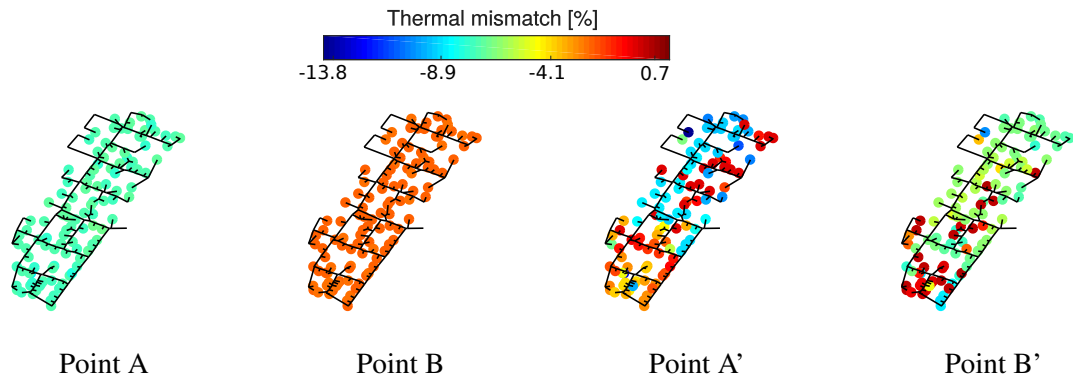 Thermal mismatch [%]
-13.8 -8.9 -4.1 0.7
Point A Point B Point A’ Point B’